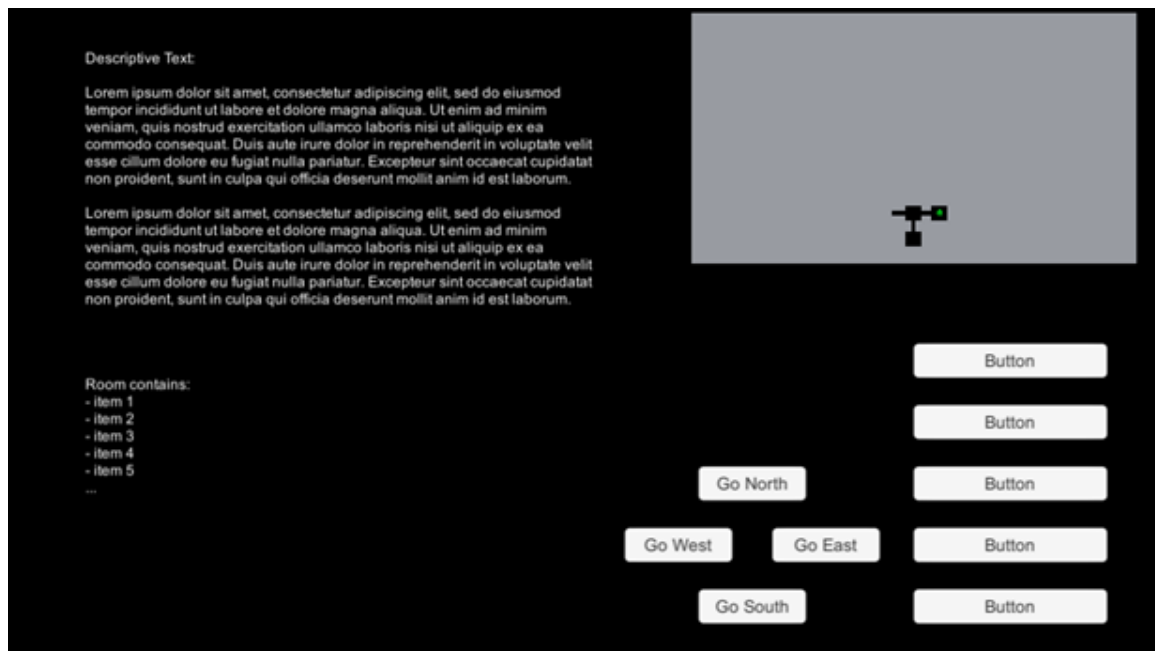 Descriptive Text:
Lorem ipsum dolor sit amet, consectetur adipiscing elit, sed do eiusmod
tempor incididunt ut labore et dolore magna aliqua. Ut enim ad minim
veniam, quis nostrud exercitation ullamco laboris nisi ut aliquip ex ea
commodo consequat. Duis aute irure dolor in reprehenderit in voluptate velit
esse cillum dolore eu fugiat nulla pariatur. Excepteur sint occaecat cupidatat
non proident, sunt in culpa qui officia deserunt mollit anim id est laborum.
Lorem ipsum dolor sit amet, consectetur adipiscing elit, sed do eiusmod
tempor incididunt ut labore et dolore magna aliqua. Ut enim ad minim
veniam, quis nostrud exercitation ullamco laboris nisi ut aliquip ex ea
commodo consequat. Duis aute irure dolor in reprehenderit in voluptate velit
esse cillum dolore eu fugiat nulla pariatur. Excepteur sint occaecat cupidatat
non proident, sunt in culpa qui officia deserunt mollit anim id est laborum.
Room contains:
- item 1
- item 2
- item 3
- item 4
- item 5
...
Go North
Go West
Go East
Go South
Button
Button
Button
Button
Button